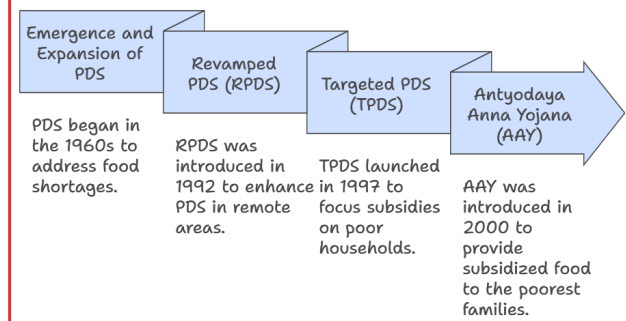 Emergence and
Expansion of
PDS
PDS began in
the 1960s to
address food
shortages.
Revamped
PDS (RPDS)
RPDS was
introduced in
1992 to enhance
PDS in remote
areas.
Targeted PDS
(TPDS)
TPDS launched
in 1997 to
focus subsidies
on poor
households.
Antyodaya
Anna Yojana
(AAY)
AAY was
introduced in
2000 to
provide
subsidized food
to the poorest
families.